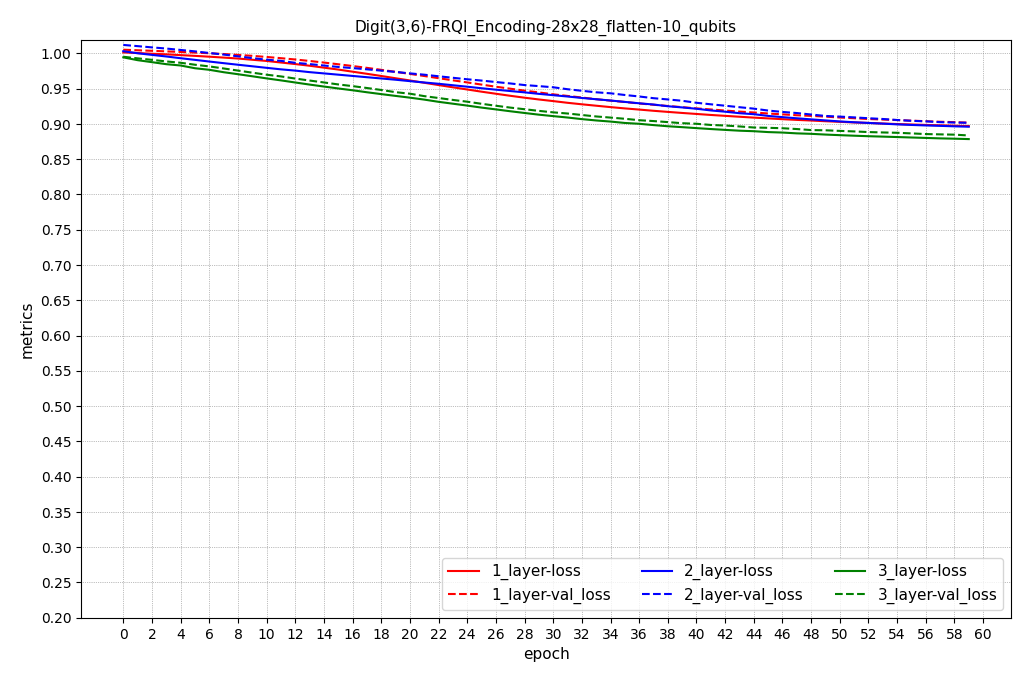 Digit(3,6)-FRQI_Encoding-28x28_flatten-10_qubits
metrics
1.00
0.95
0.90
0.85
0.80
0.75
0.70
0.65
0.60
0.55
0.50
0.45
0.40
0.35
0.30
0.25
0.20
1_layer-loss 2_layer-loss 3_layer-loss
1_layer-val_loss 2_layer-val_loss 3_layer-val_loss
0 2 4 6 8 10 12 14 16 18 20 22 24 26 28 30 32 34 36 38 40 42 44 46 48 50 52 54 56 58 60
epoch